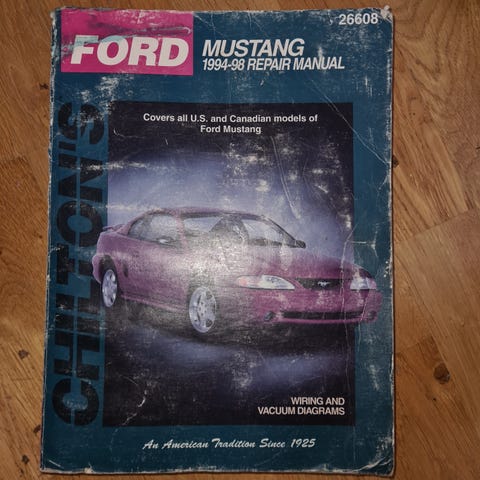 26608
FORD
MUSTANG
1994-98 REPAIR MANUAL
CHILTON'S
Covers all U.S. and Canadian models of
Ford Mustang
WIRING AND
VACUUM DIAGRAMS
An American Tradition Since 1925